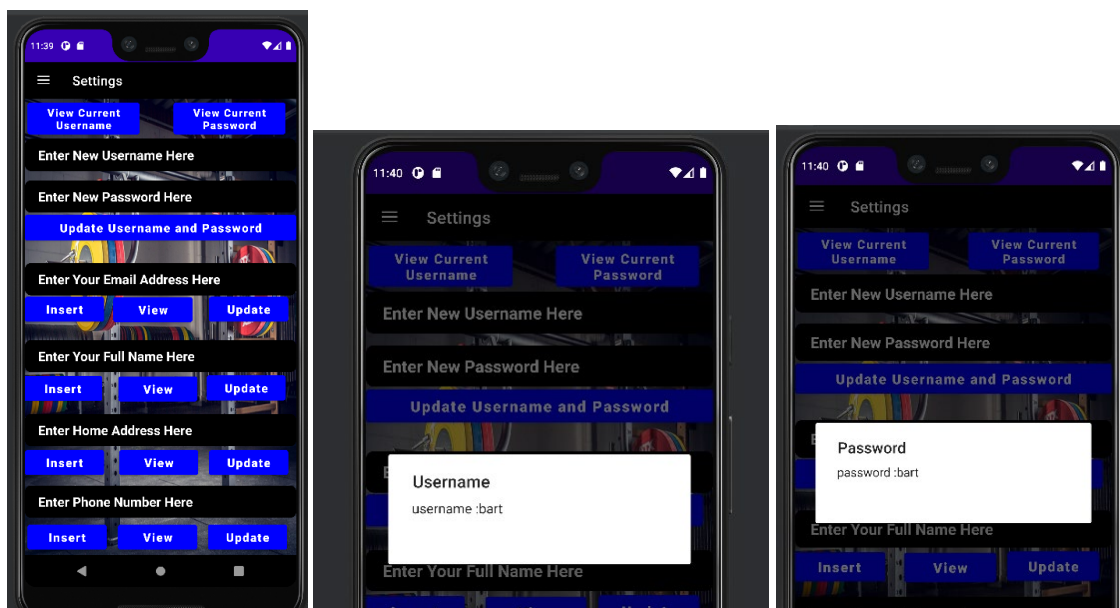 11:39
Settings
View Current
Username
View Current
Password
Enter New Username Here
Enter New Password Here
Update Username and Password
Enter Your Email Address Here
Insert View Update
Enter Your Full Name Here
Insert View Update
Enter Home Address Here
Insert View Update
Enter Phone Number Here
Insert View Update
11:40
Settings
View Current
Username
View Current
Password
Enter New Username Here
Enter New Password Here
Update Username and Password
E
Username
username :bart
Enter Your Full Name Here
11:40
Settings
View Current
Username
View Current
Password
Enter New Username Here
Enter New Password Here
Update Username and Password
Password
password :bart
Enter Your Full Name Here
Insert View Update